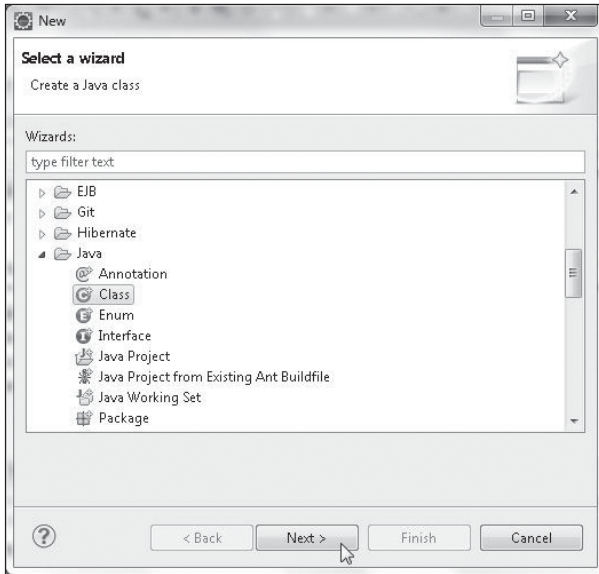 New
Select a wizard
Create a Java class
Wizards:
type filter text
EJB
Git
Hibernate
Java
Annotation
Class
Enum
Interface
Java Project
Java Project from Existing Ant Buildfile
Java Working Set
Package
< Back Next > Finish Cancel